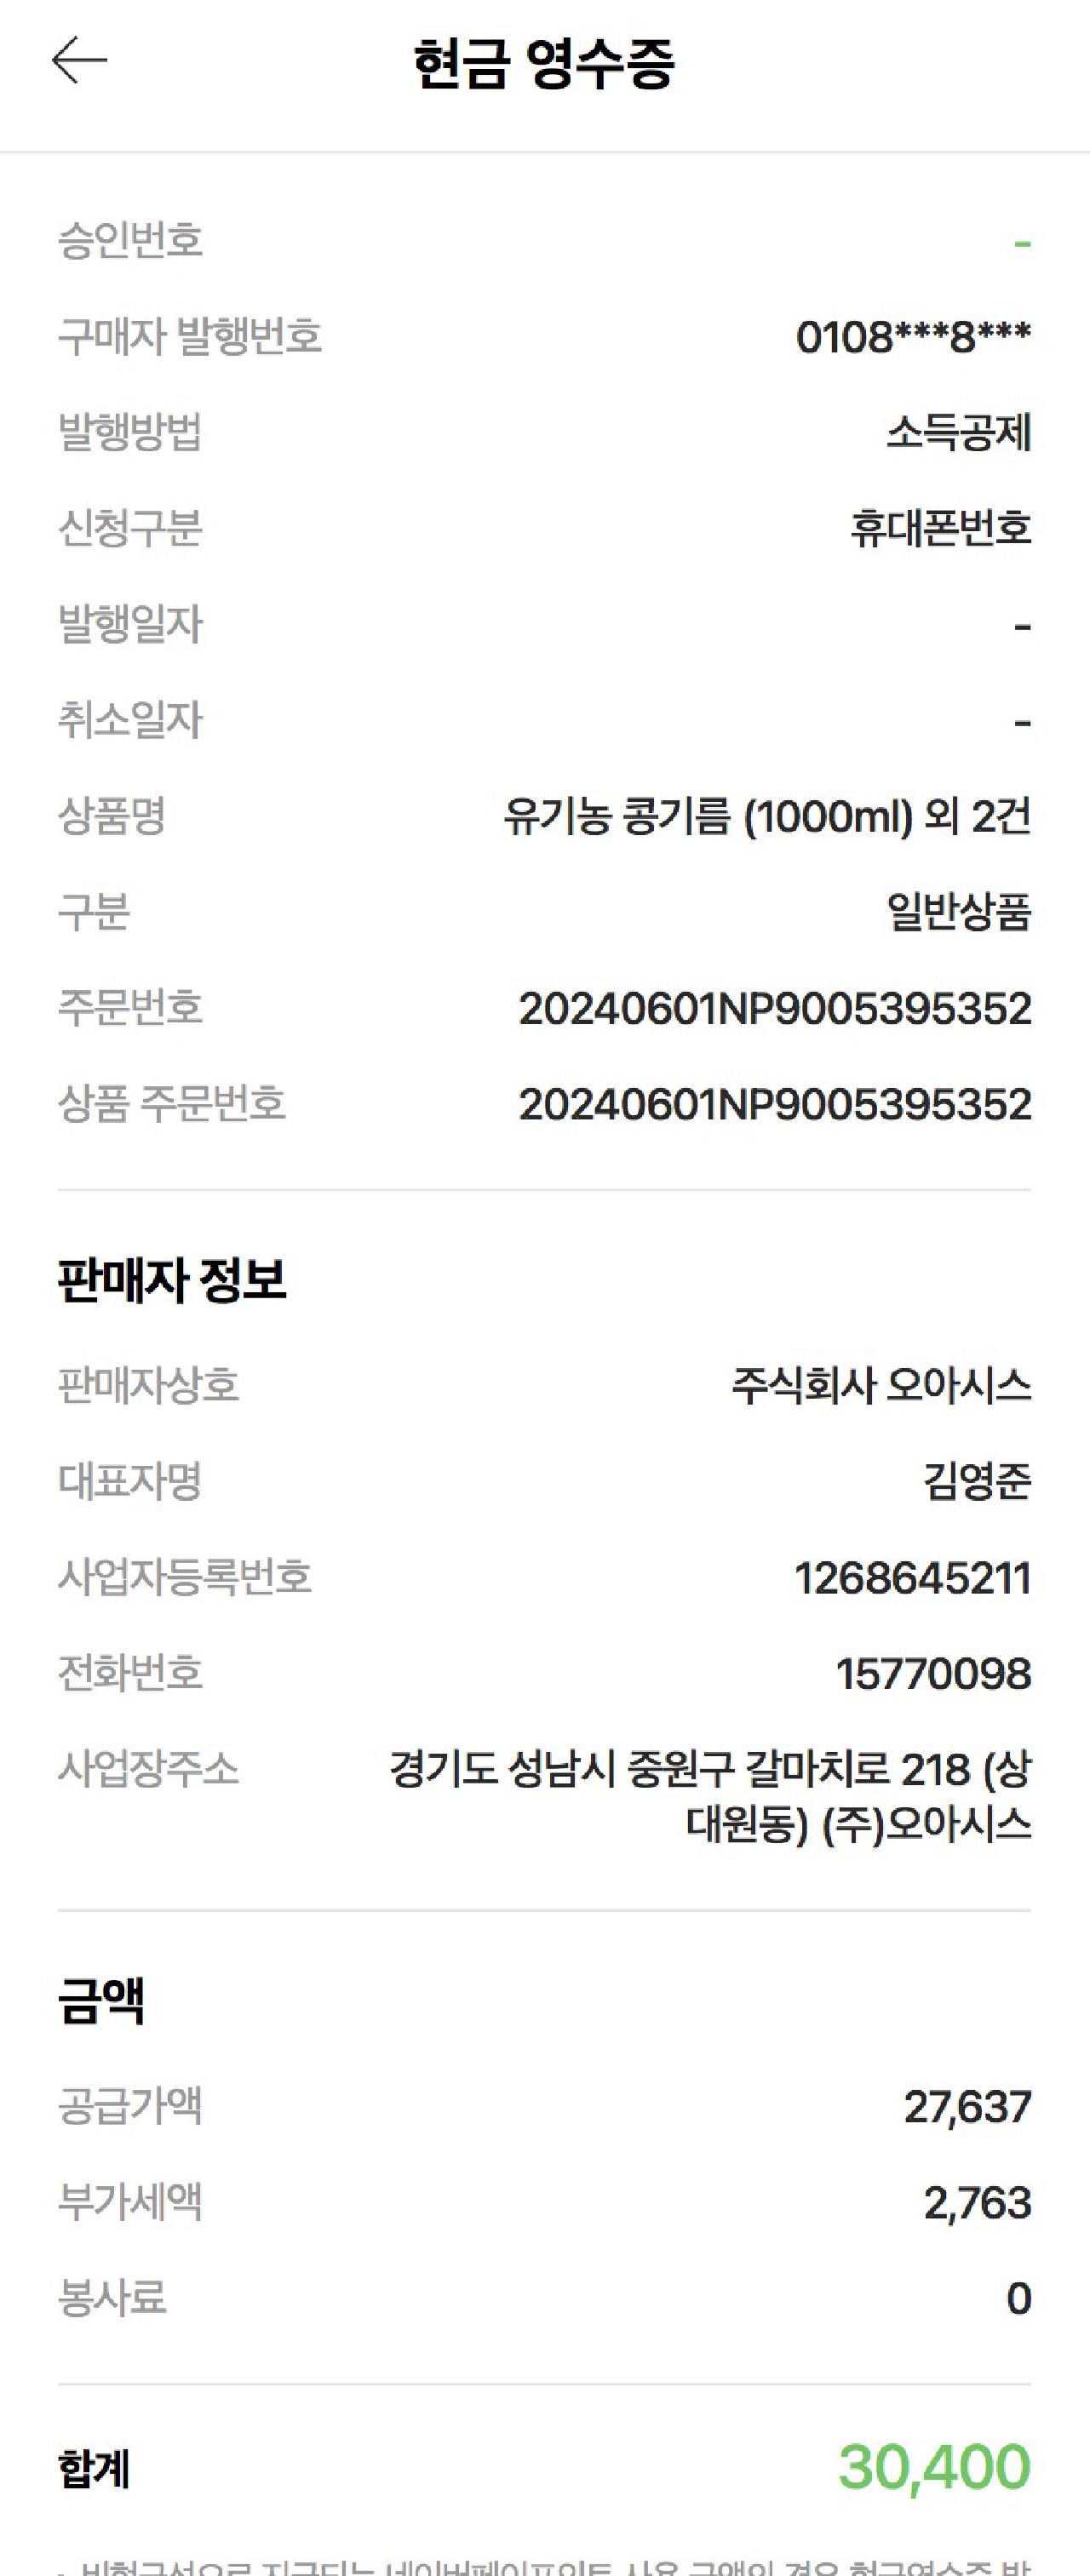 현금 영수증
승인번호 -
구매자 발행번호 0108***8***
발행방법 소득공제
신청구분 휴대폰번호
발행일자 -
취소일자 -
상품명 유기농 콩기름 (1000ml) 외 2건
구분 일반상품
주문번호 20240601NP9005395352
상품 주문번호 20240601NP9005395352
판매자 정보
판매자상호 주식회사 오아시스
대표자명 김영준
사업자등록번호 1268645211
전화번호 15770098
사업장주소 경기도 성남시 중원구 갈마치로 218 (상
대원동) (주)오아시스
금액
공급가액 27,637
부가세액 2,763
봉사료 0
합계 30,400